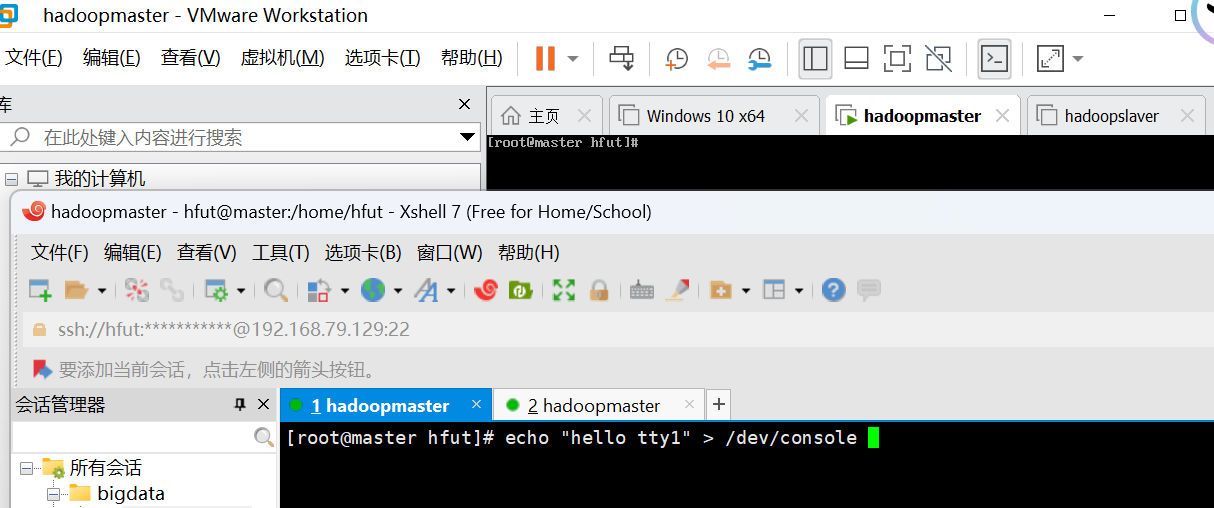 hadoopmaster - VMware Workstation
文件(F) 编辑(E) 查看(V) 虚拟机(M) 选项卡(T) 帮助(H)
库
在此处键入内容进行搜索
我的计算机
主页 Windows 10 x64 hadoopmaster hadoopslaver
[root@master hfut]#
hadoopmaster - hfut@master:/home/hfut - Xshell 7 (Free for Home/School)
文件(F) 编辑(E) 查看(V) 工具(T) 选项卡(B) 窗口(W) 帮助(H)
ssh://hfut:***********@192.168.79.129:22
要添加当前会话，点击左侧的箭头按钮。
会话管理器
所有会话
bigdata
1 hadoopmaster 2 hadoopmaster
[root@master hfut]# echo "hello tty1" > /dev/console